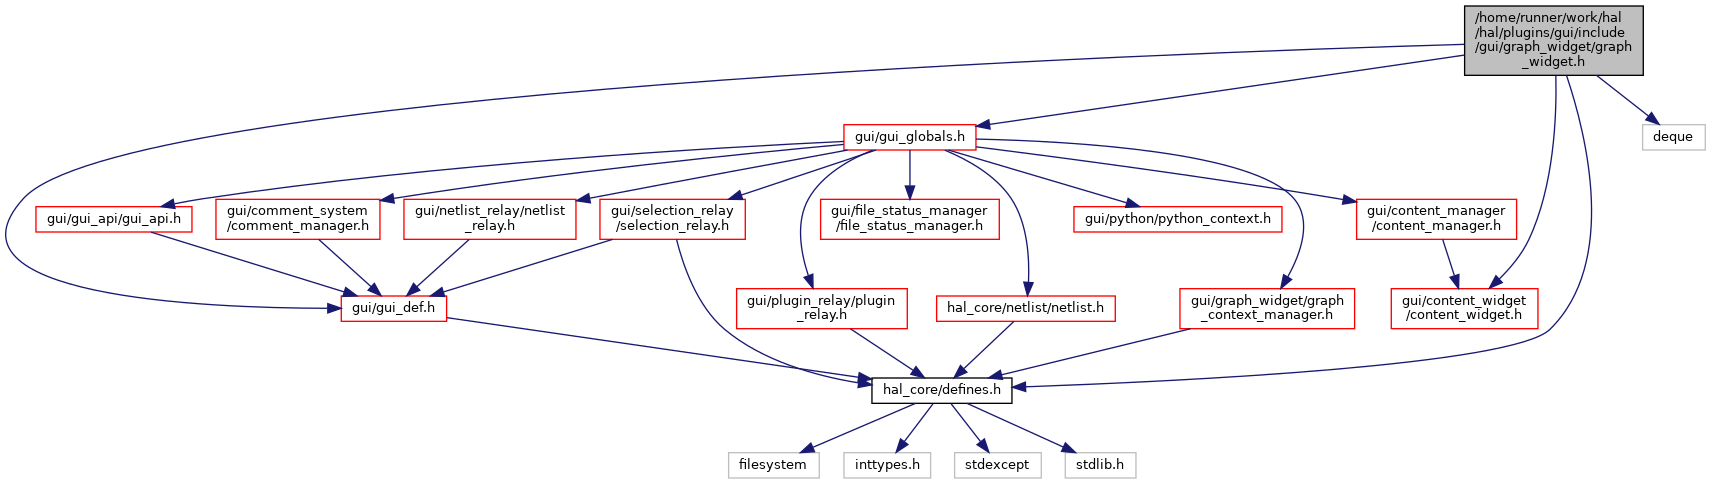 /home/runner/work/hal
/hal/plugins/gui/include
/gui/graph_widget/graph
_widget.h
gui/gui_globals.h
deque
gui/gui_api/gui_api.h
gui/comment_system
/comment_manager.h
gui/netlist_relay/netlist
_relay.h
gui/selection_relay
/selection_relay.h
gui/file_status_manager
/file_status_manager.h
gui/python/python_context.h
gui/content_manager
/content_manager.h
gui/gui_def.h
gui/plugin_relay/plugin
_relay.h
hal_core/netlist/netlist.h
gui/graph_widget/graph
_context_manager.h
gui/content_widget
/content_widget.h
hal_core/defines.h
filesystem
inttypes.h
stdexcept
stdlib.h